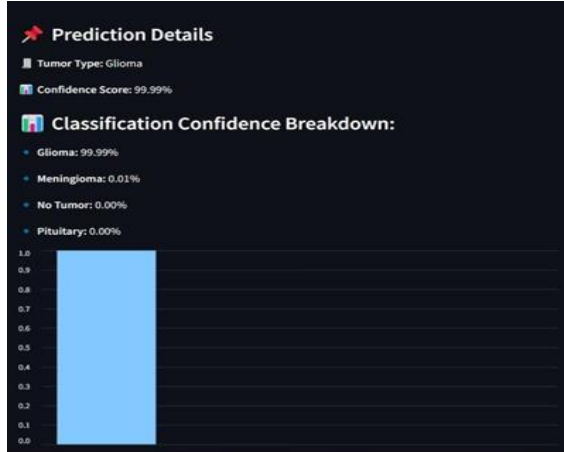 Prediction Details
Tumor Type: Glioma
Confidence Score: 99.99%
Classification Confidence Breakdown:
Glioma: 99.99%
Meningioma: 0.01%
No Tumor: 0.00%
Pituitary: 0.00%
1.0
0.9
0.8
0.7
0.6
0.5
0.4
0.3
0.2
0.1
0.0